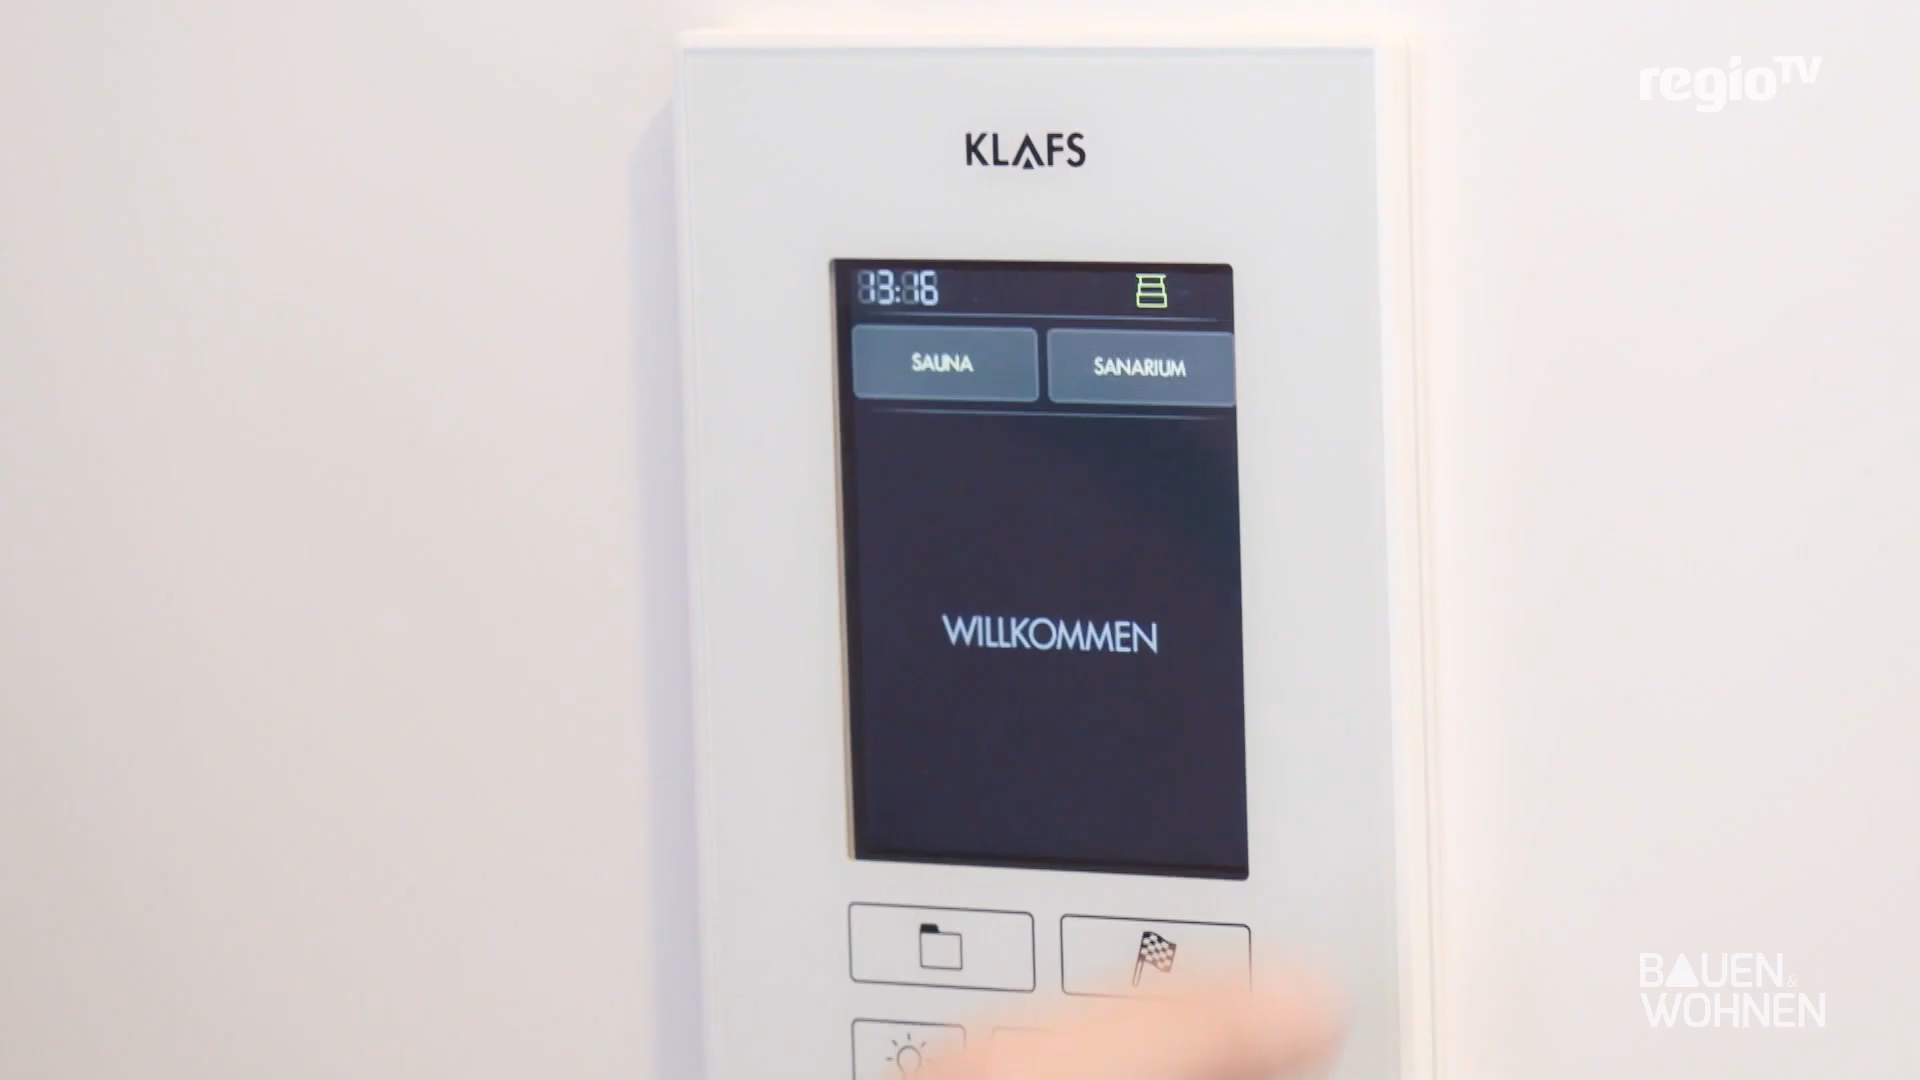 regioTV
KLAFS
13:16
SAUNA
SANARIUM
WILLKOMMEN
BAUEN &
WOHNEN